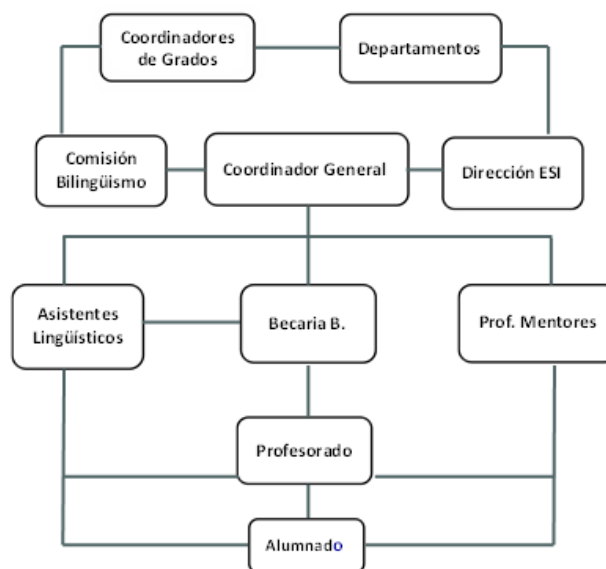 Coordinadores
de Grados
Departamentos
Comisión
Bilingüismo
Coordinador General
Dirección ESI
Asistentes
Lingüísticos
Becaria B.
Prof. Mentores
Profesorado
Alumnado